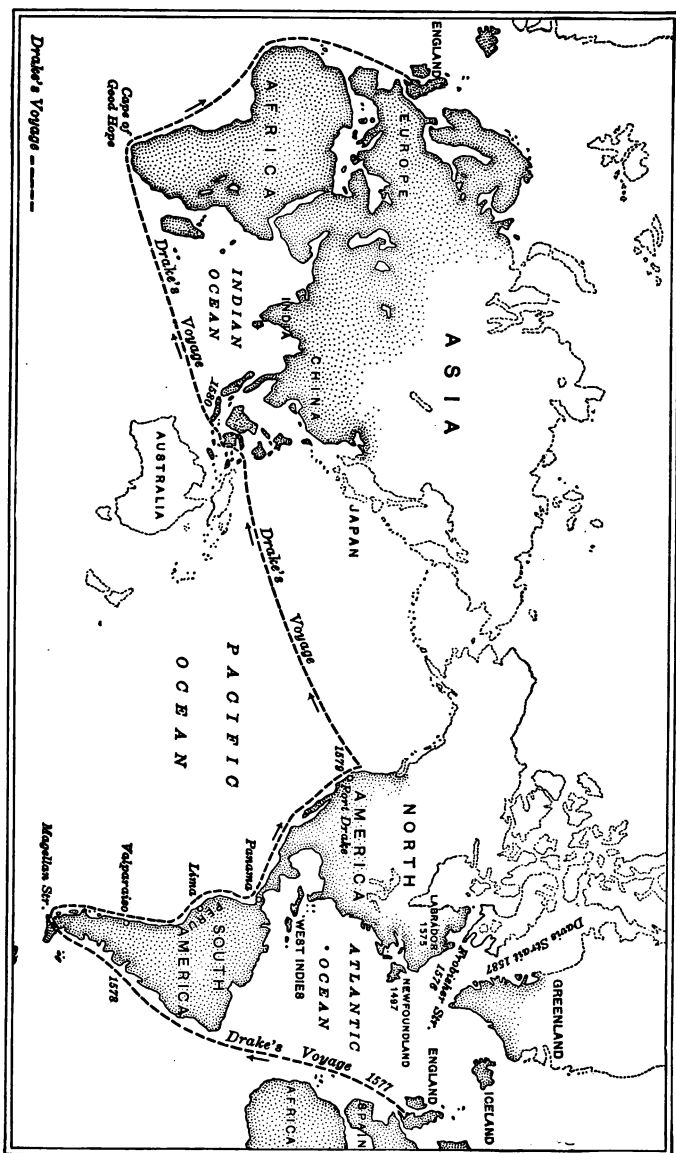 ENGLAND
EUROPE
AFRICA
ASIA
INDIA
CHINA
JAPAN
INDIAN
OCEAN
AUSTRALIA
Cape of
Good Hope
Drake's Voyage
1580
Drake's Voyage
PACIFIC
OCEAN
1579
Port Drake
NORTH
AMERICA
LABRADOR
1575
Frobisher Str.
1576
Davis Strait 1587
GREENLAND
ICELAND
NEWFOUNDLAND
1497
ENGLAND
ATLANTIC
OCEAN
WEST INDIES
Panama
Lima
PERU
Valparaiso
Magellan Str.
SOUTH
AMERICA
1578
Drake's Voyage 1577
SPAIN
AFRICA
Drake's Voyage